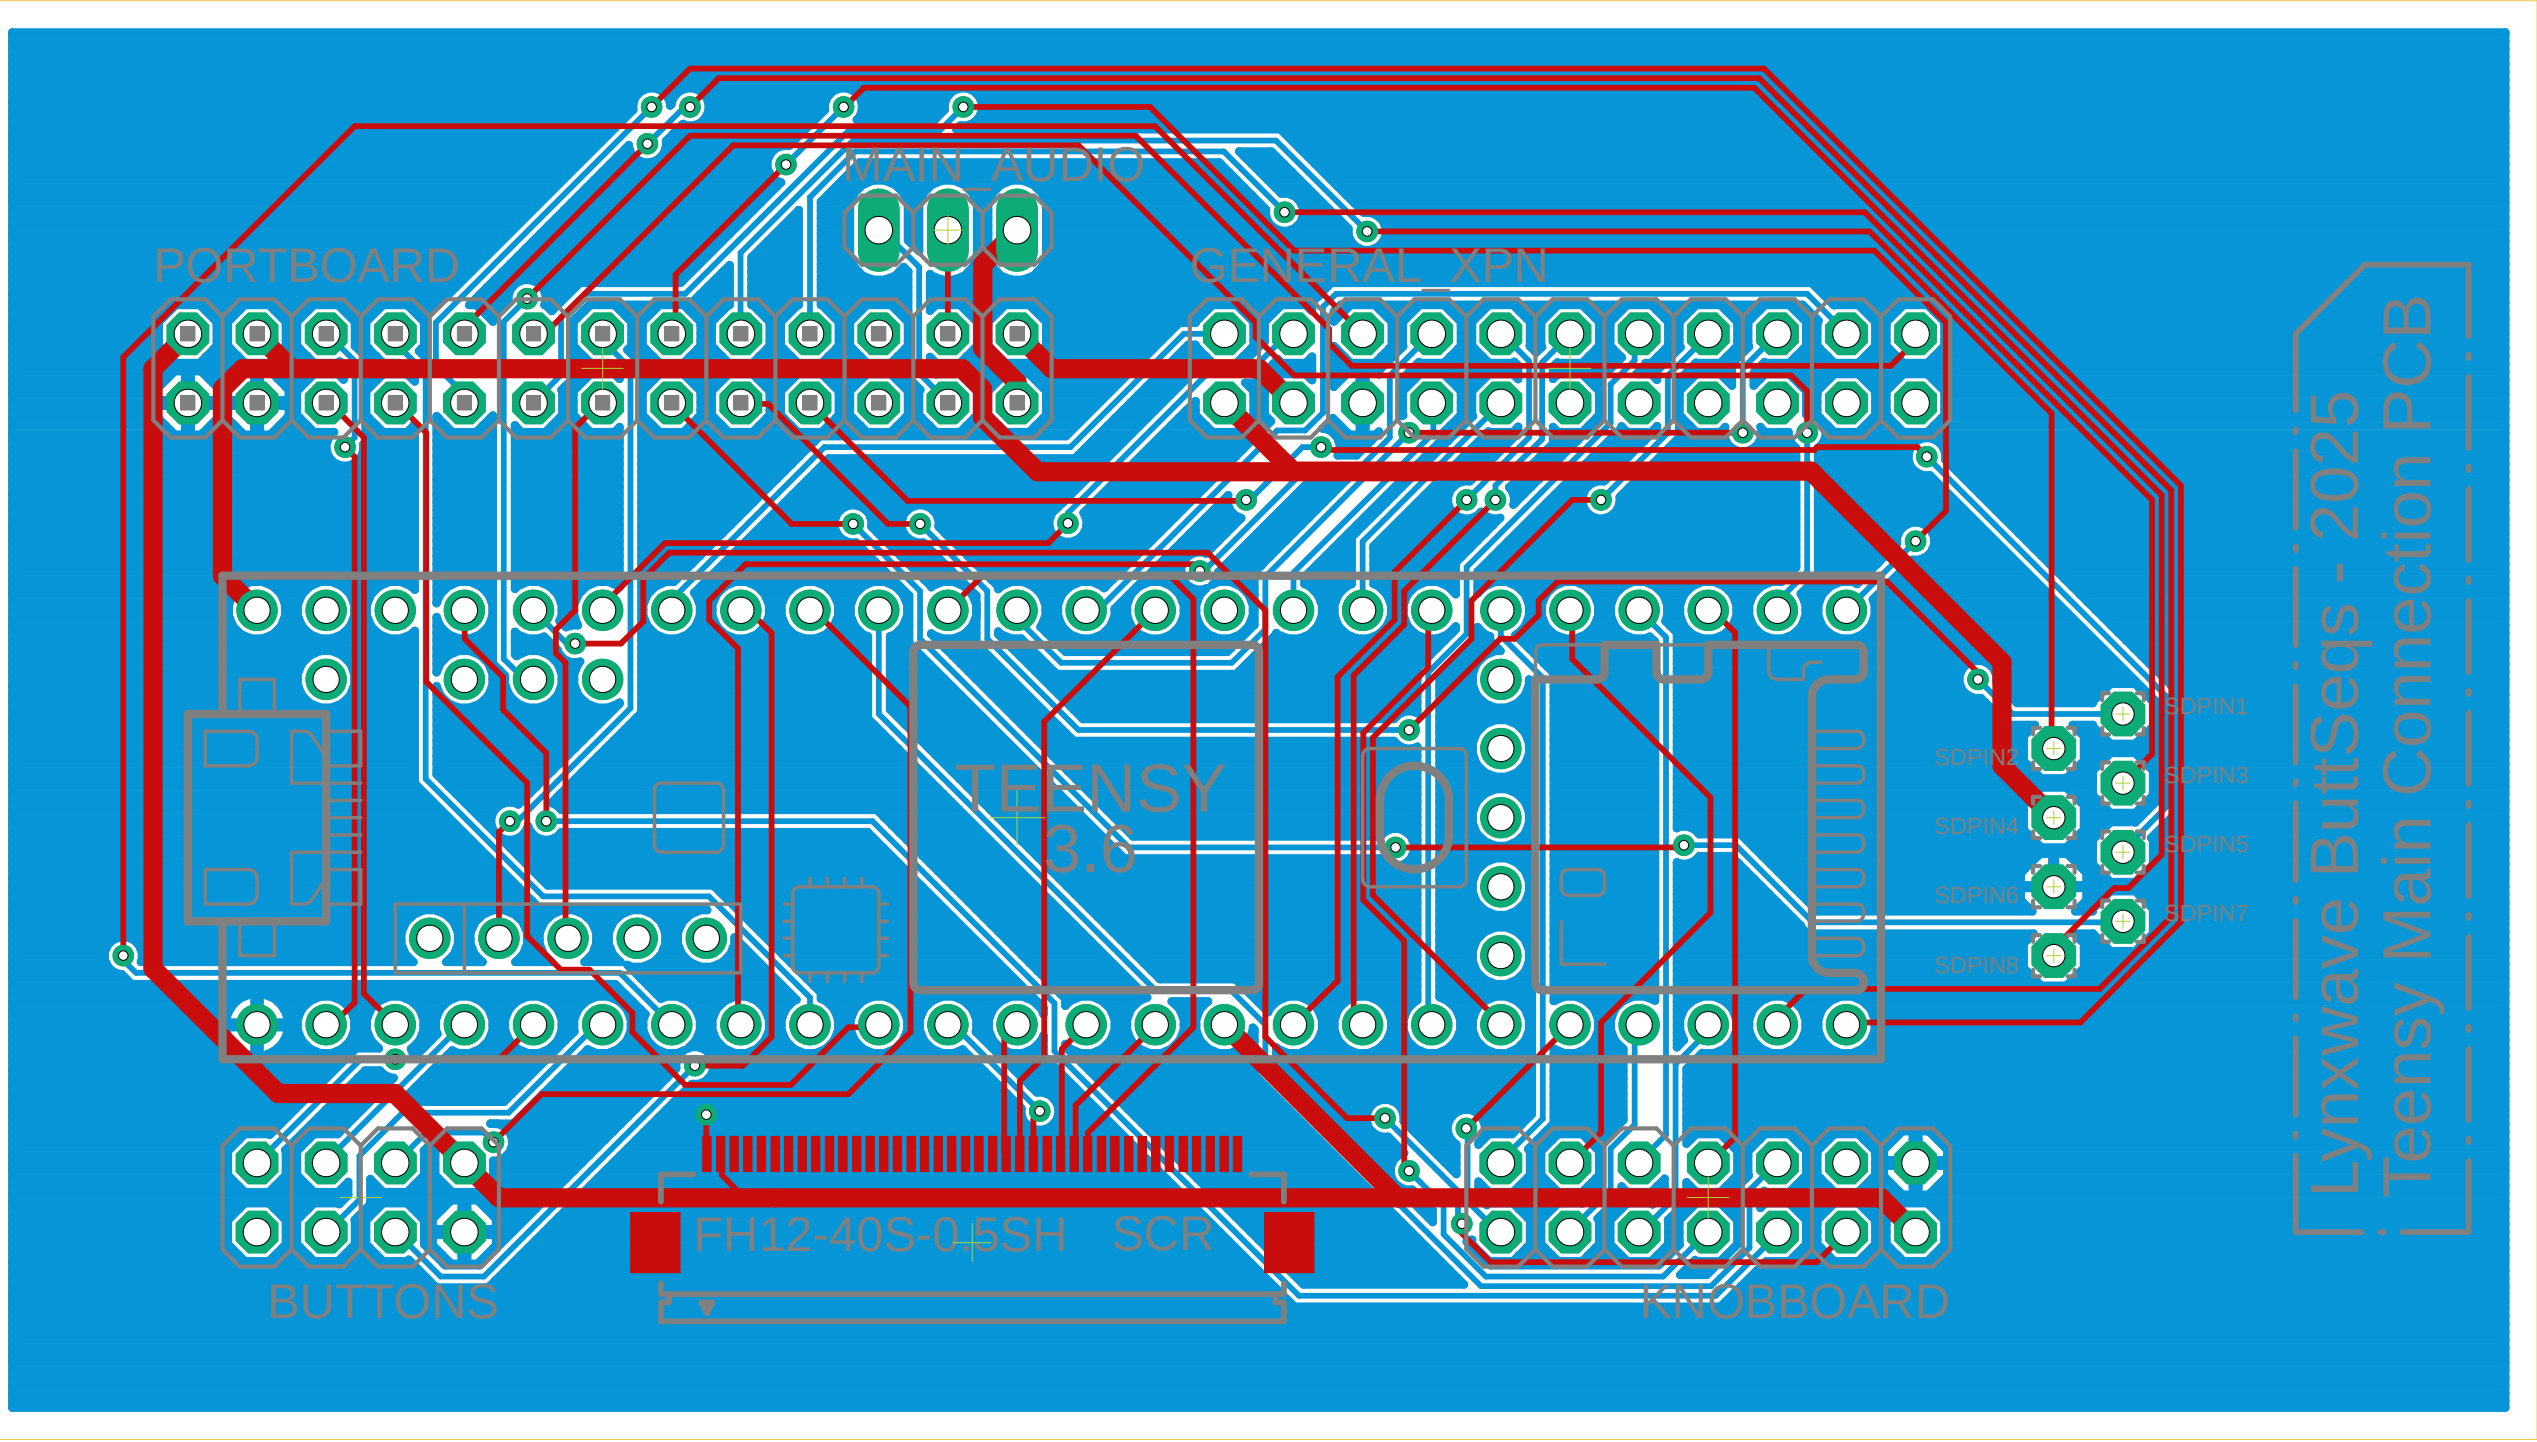 MAIN_AUDIO
PORTBOARD
GENERAL_XPN
SDPIN1
SDPIN2
SDPIN3
SDPIN4
SDPIN5
SDPIN6
SDPIN7
SDPIN8
TEENSY
3.6
FH12-40S-0.5SH
SCR
BUTTONS
KNOBBOARD
Lynxwave ButtSeqs - 2025
Teensy Main Connection PCB